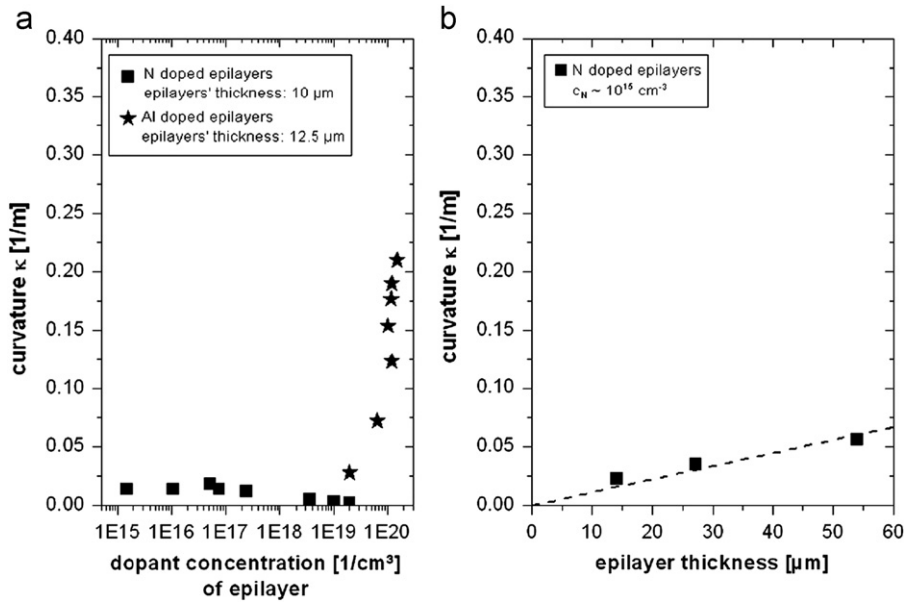 a
0.40
0.35
0.30
0.25
0.20
0.15
0.10
0.05
0.00
curvature κ [1/m]
N doped epilayers
epilayers' thickness: 10 μm
Al doped epilayers
epilayers' thickness: 12.5 μm
1E15 1E16 1E17 1E18 1E19 1E20
dopant concentration [1/cm³]
of epilayer
b
0.40
0.35
0.30
0.25
0.20
0.15
0.10
0.05
0.00
curvature κ [1/m]
N doped epilayers
c_N ~ 10¹⁵ cm⁻³
0 10 20 30 40 50 60
epilayer thickness [μm]